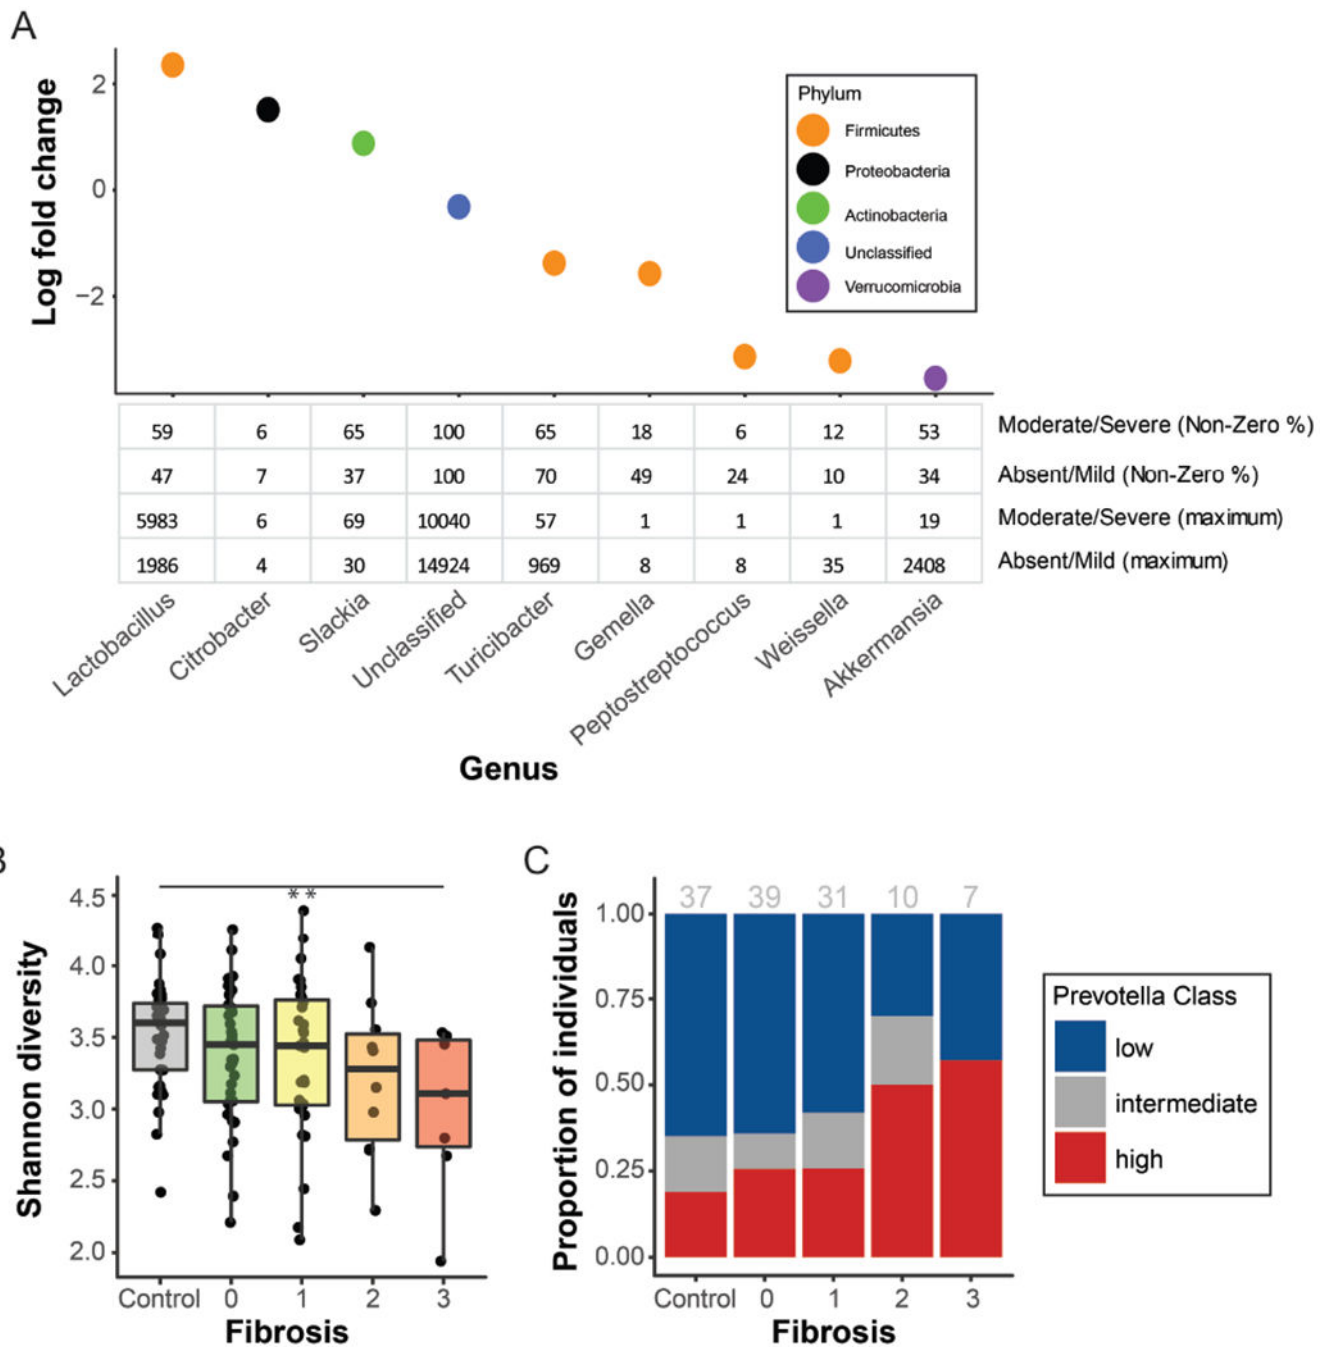 A
Log fold change
2
0
−2
Phylum
Firmicutes
Proteobacteria
Actinobacteria
Unclassified
Verrucomicrobia
59 6 65 100 65 18 6 12 53 Moderate/Severe (Non-Zero %)
47 7 37 100 70 49 24 10 34 Absent/Mild (Non-Zero %)
5983 6 69 10040 57 1 1 1 19 Moderate/Severe (maximum)
1986 4 30 14924 969 8 8 35 2408 Absent/Mild (maximum)
Lactobacillus
Citrobacter
Slackia
Unclassified
Turicibacter
Gemella
Peptostreptococcus
Weissella
Akkermansia
Genus
B
Shannon diversity
4.5
4.0
3.5
3.0
2.5
2.0
**
Control 0 1 2 3
Fibrosis
C
Proportion of individuals
37 39 31 10 7
1.00
0.75
0.50
0.25
0.00
Control 0 1 2 3
Fibrosis
Prevotella Class
low
intermediate
high